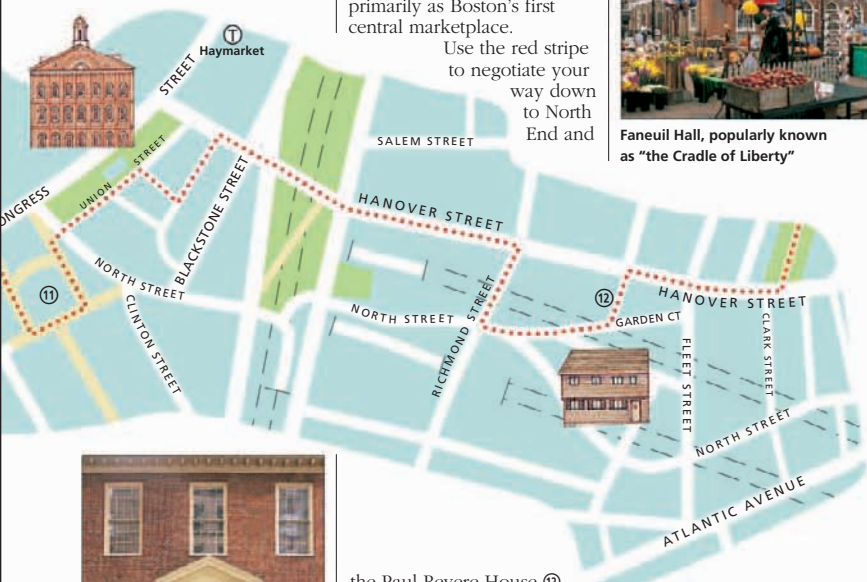 primarily as Boston's first
central marketplace.
Use the red stripe
to negotiate your
way down
to North
End and
Faneuil Hall, popularly known
as "the Cradle of Liberty"
T
Haymarket
STREET
UNION STREET
BLACKSTONE STREET
SALEM STREET
HANOVER STREET
11
NORTH STREET
CLINTON STREET
NORTH STREET
RICHMOND STREET
12
HANOVER STREET
GARDEN CT
FLEET STREET
CLARK STREET
NORTH STREET
ATLANTIC AVENUE
the Paul Revere House 12